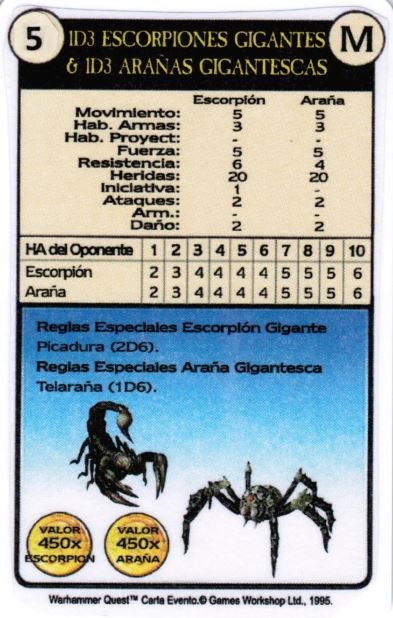 5
1D3 ESCORPIONES GIGANTES
& 1D3 ARAÑAS GIGANTESCAS
M
Escorpión Araña
Movimiento: 5 5
Hab. Armas: 3 3
Hab. Proyect: - -
Fuerza: 5 5
Resistencia: 6 4
Heridas: 20 20
Iniciativa: 1 -
Ataques: 2 2
Arm.: - -
Daño: 2 2
HA del Oponente 1 2 3 4 5 6 7 8 9 10
Escorpión 2 3 4 4 4 4 5 5 5 6
Araña 2 3 4 4 4 4 5 5 5 6
Reglas Especiales Escorpión Gigante
Picadura (2D6).
Reglas Especiales Araña Gigantesca
Telaraña (1D6).
VALOR
450x
ESCORPION
VALOR
450x
ARAÑA
Warhammer Quest™ Carta Evento.© Games Workshop Ltd., 1995.